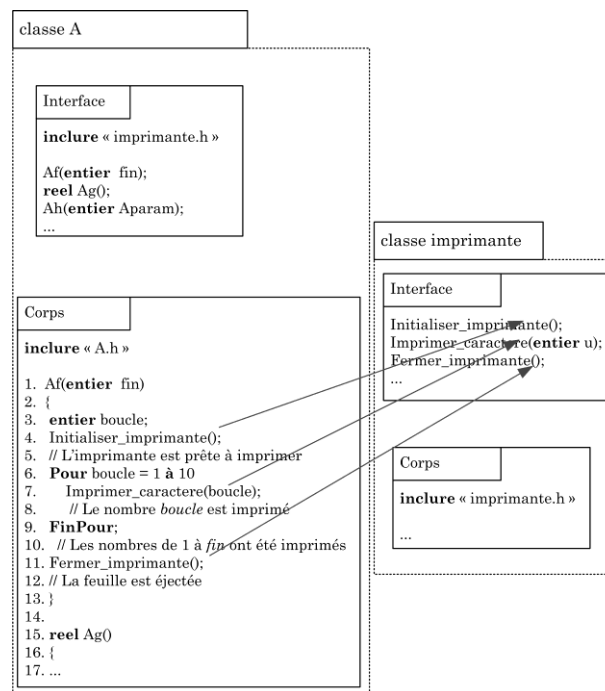 classe A
Interface
inclure « imprimante.h »
Af(entier fin);
reel Ag();
Ah(entier Aparam);
...
Corps
inclure « A.h »
1. Af(entier fin)
2. {
3. entier boucle;
4. Initialiser_imprimante();
5. // L'imprimante est prête à imprimer
6. Pour boucle = 1 à 10
7. Imprimer_caractere(boucle);
8. // Le nombre boucle est imprimé
9. FinPour;
10. // Les nombres de 1 à fin ont été imprimés
11. Fermer_imprimante();
12. // La feuille est éjectée
13. }
14.
15. reel Ag()
16. {
17. ...
classe imprimante
Interface
Initialiser_imprimante();
Imprimer_caractere(entier u);
Fermer_imprimante();
...
Corps
inclure « imprimante.h »
...